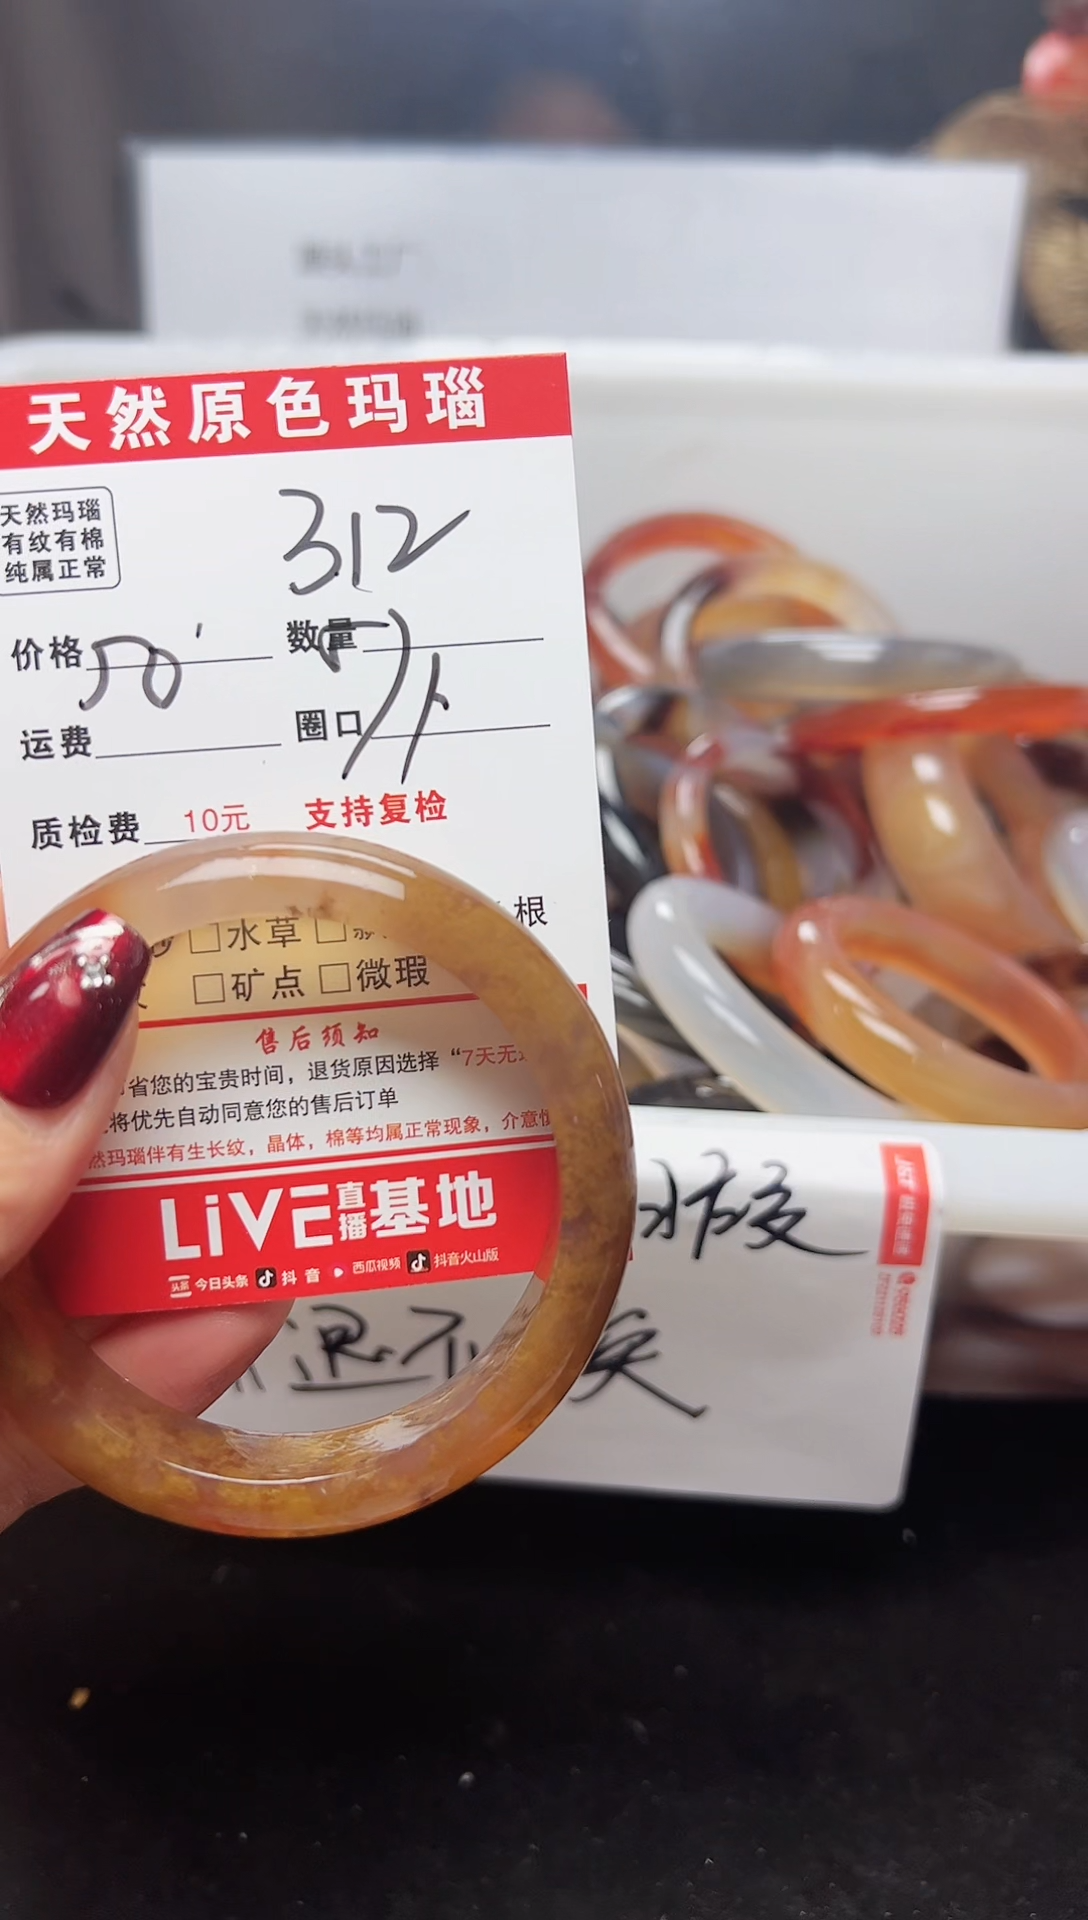 天然原色玛瑙
天然玛瑙
有纹有棉
纯属正常
312
价格 50
数量
运费
圈口
质检费 10元 支持复检
根
□水草 □
□矿点 □微瑕
售后须知
省您的宝贵时间，退货原因选择“7天无
将优先自动同意您的售后订单
然玛瑙伴有生长纹，晶体，棉等均属正常现象，介意慎
LiVE直播基地
头条 今日头条 抖音 西瓜视频 抖音火山版
退不